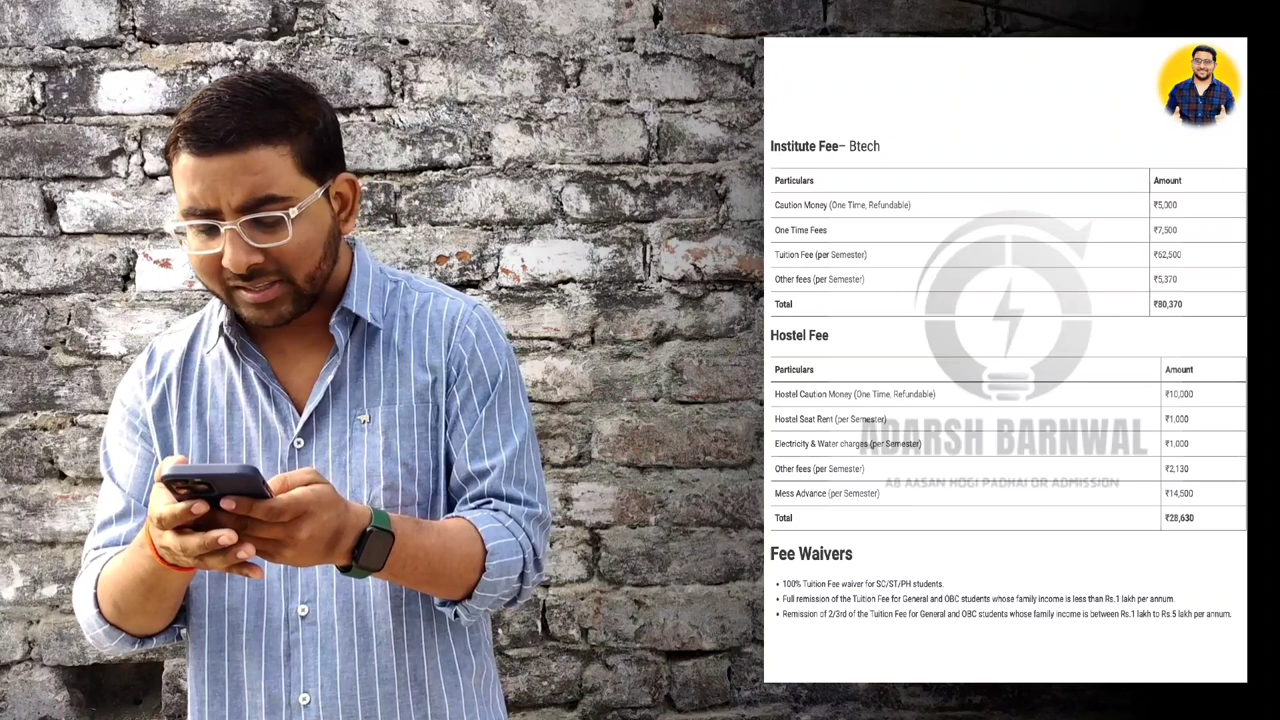 Institute Fee– Btech
Particulars Amount
Caution Money (One Time, Refundable) ₹5,000
One Time Fees ₹7,500
Tuition Fee (per Semester) ₹62,500
Other fees (per Semester) ₹5,370
Total ₹80,370
Hostel Fee
Particulars Amount
Hostel Caution Money (One Time, Refundable) ₹10,000
Hostel Seat Rent (per Semester) ₹1,000
ADARSH BARNWAL
Electricity & Water charges (per Semester) ₹1,000
Other fees (per Semester) ₹2,130
AB AASAN HOGI PADHAI OR ADMISSION
Mess Advance (per Semester) ₹14,500
Total ₹28,630
Fee Waivers
• 100% Tuition Fee waiver for SC/ST/PH students.
• Full remission of the Tuition Fee for General and OBC students whose family income is less than Rs.1 lakh per annum.
• Remission of 2/3rd of the Tuition Fee for General and OBC students whose family income is between Rs.1 lakh to Rs.5 lakh per annum.